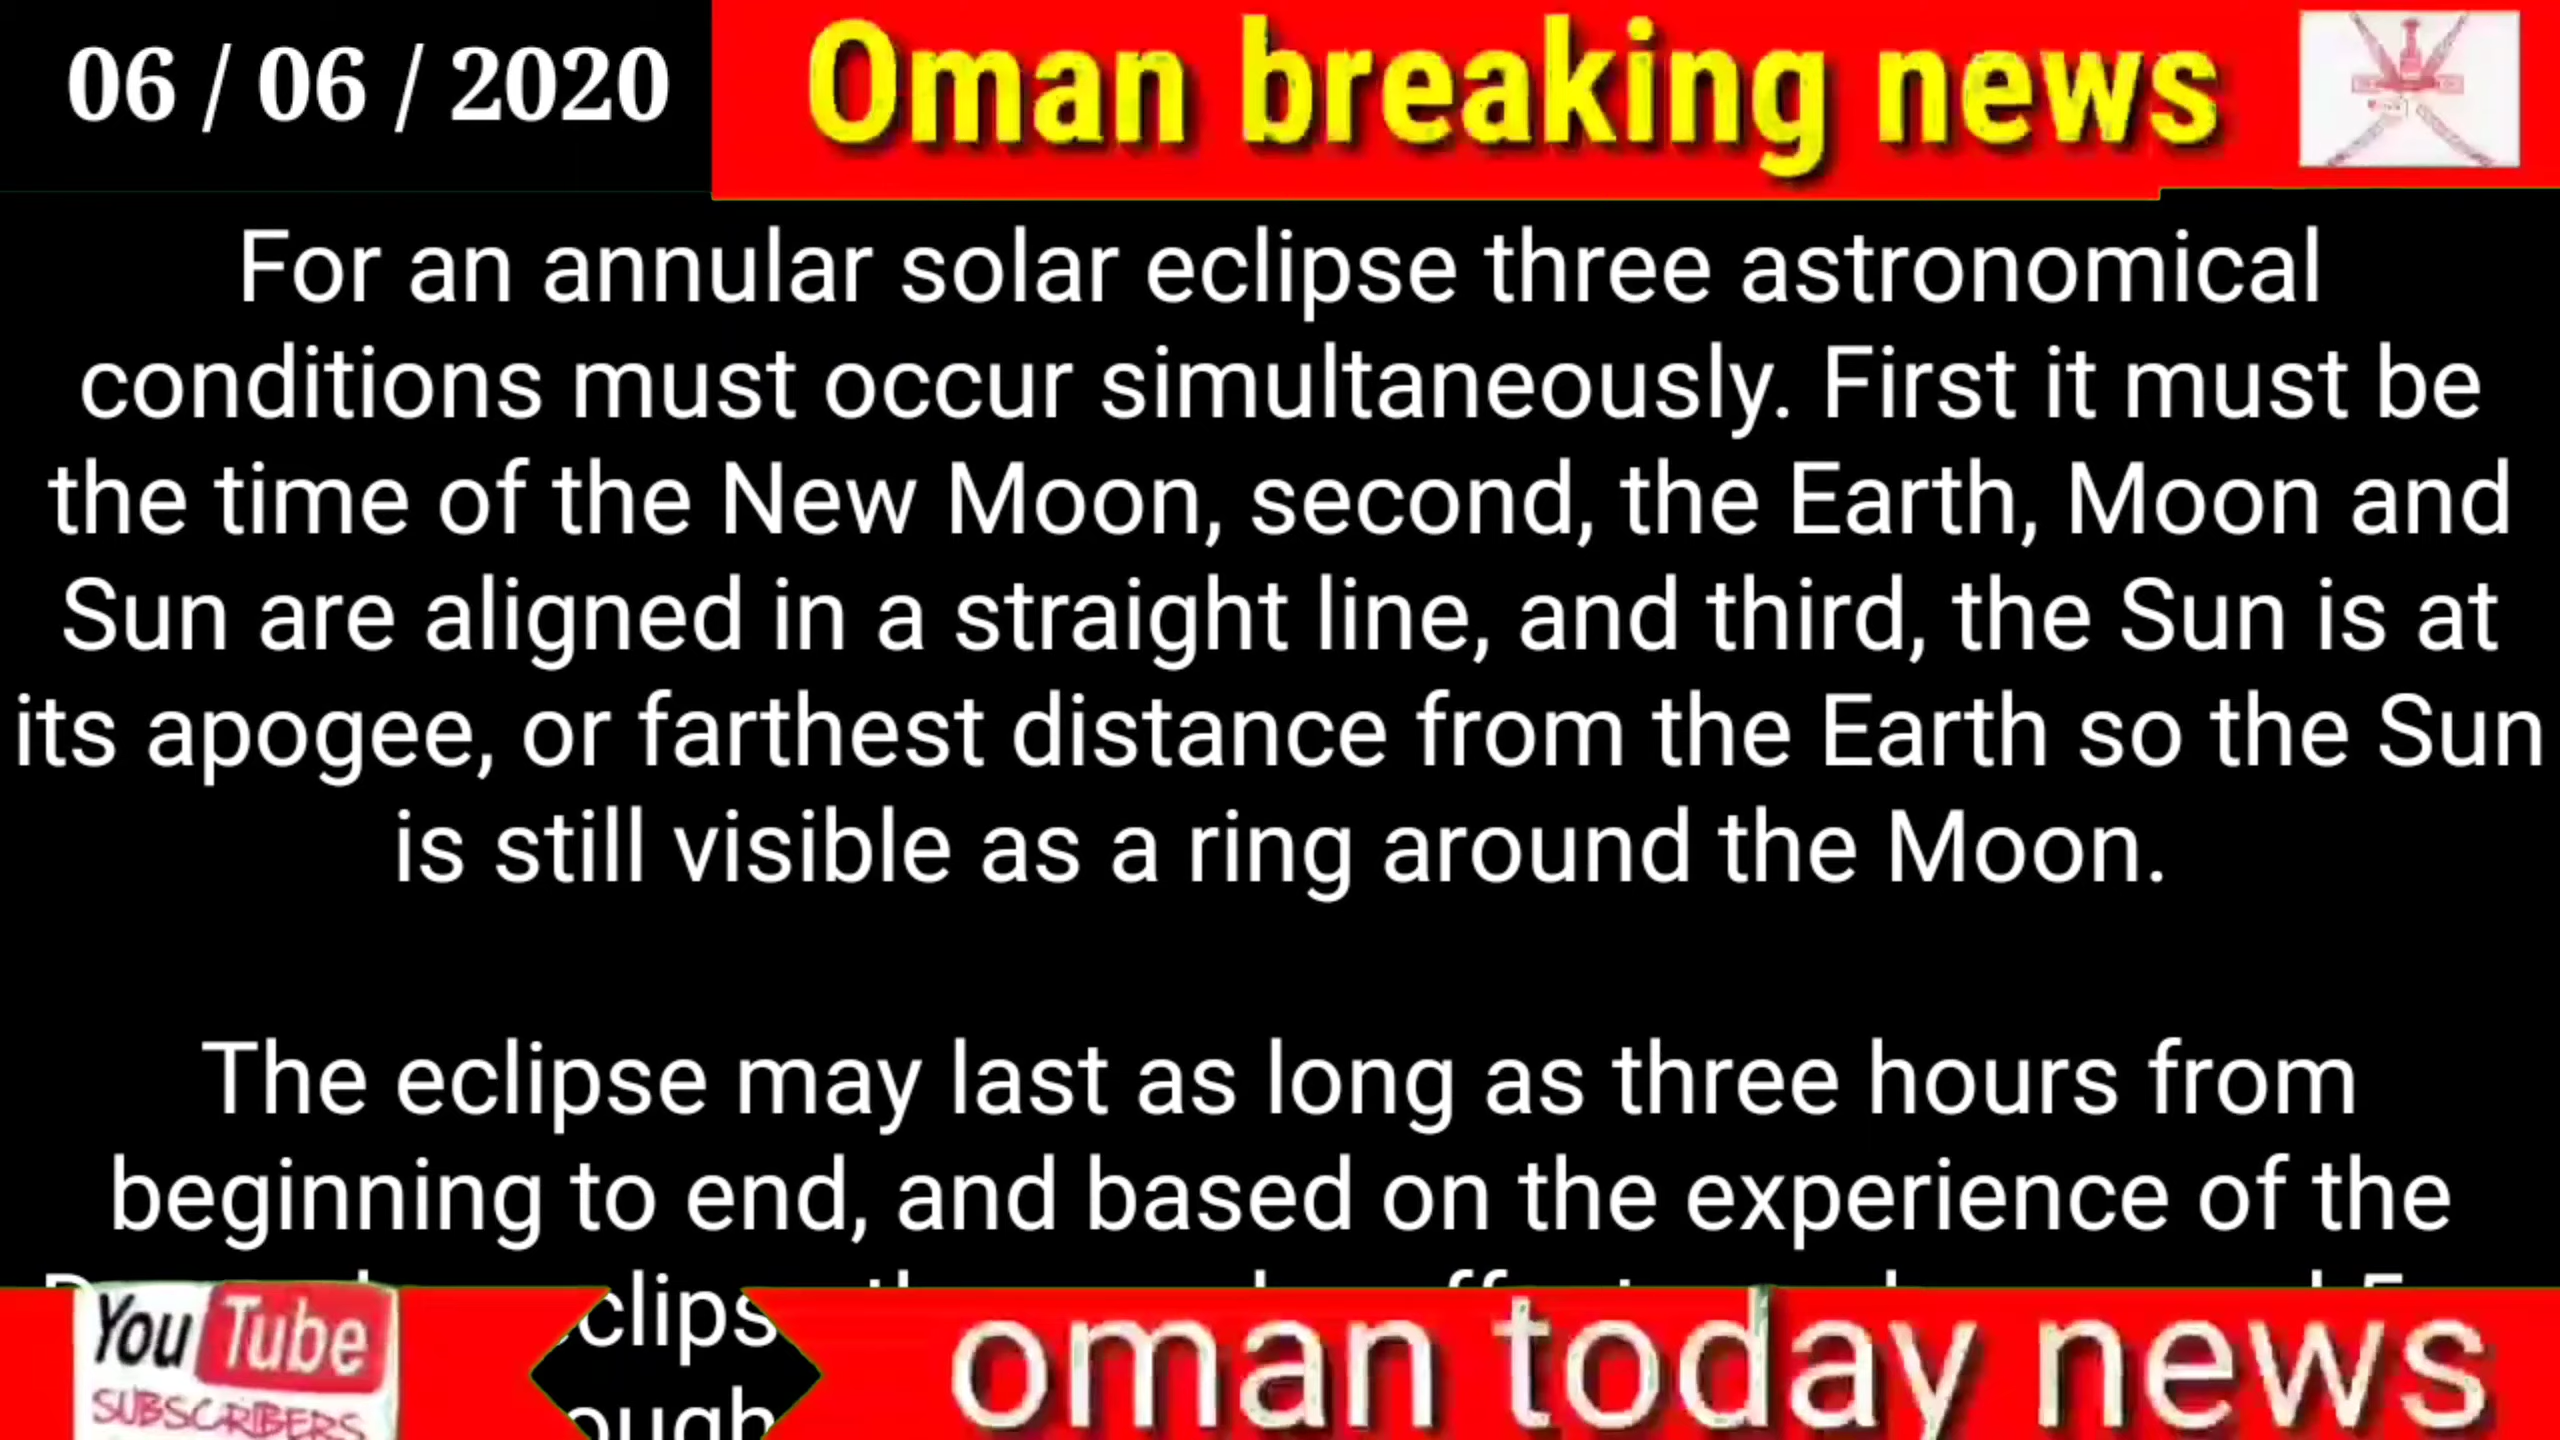 06 / 06 / 2020
Oman breaking news
For an annular solar eclipse three astronomical
conditions must occur simultaneously. First it must be
the time of the New Moon, second, the Earth, Moon and
Sun are aligned in a straight line, and third, the Sun is at
its apogee, or farthest distance from the Earth so the Sun
is still visible as a ring around the Moon.
The eclipse may last as long as three hours from
beginning to end, and based on the experience of the
You Tube
SUBSCRIBERS
oman today news